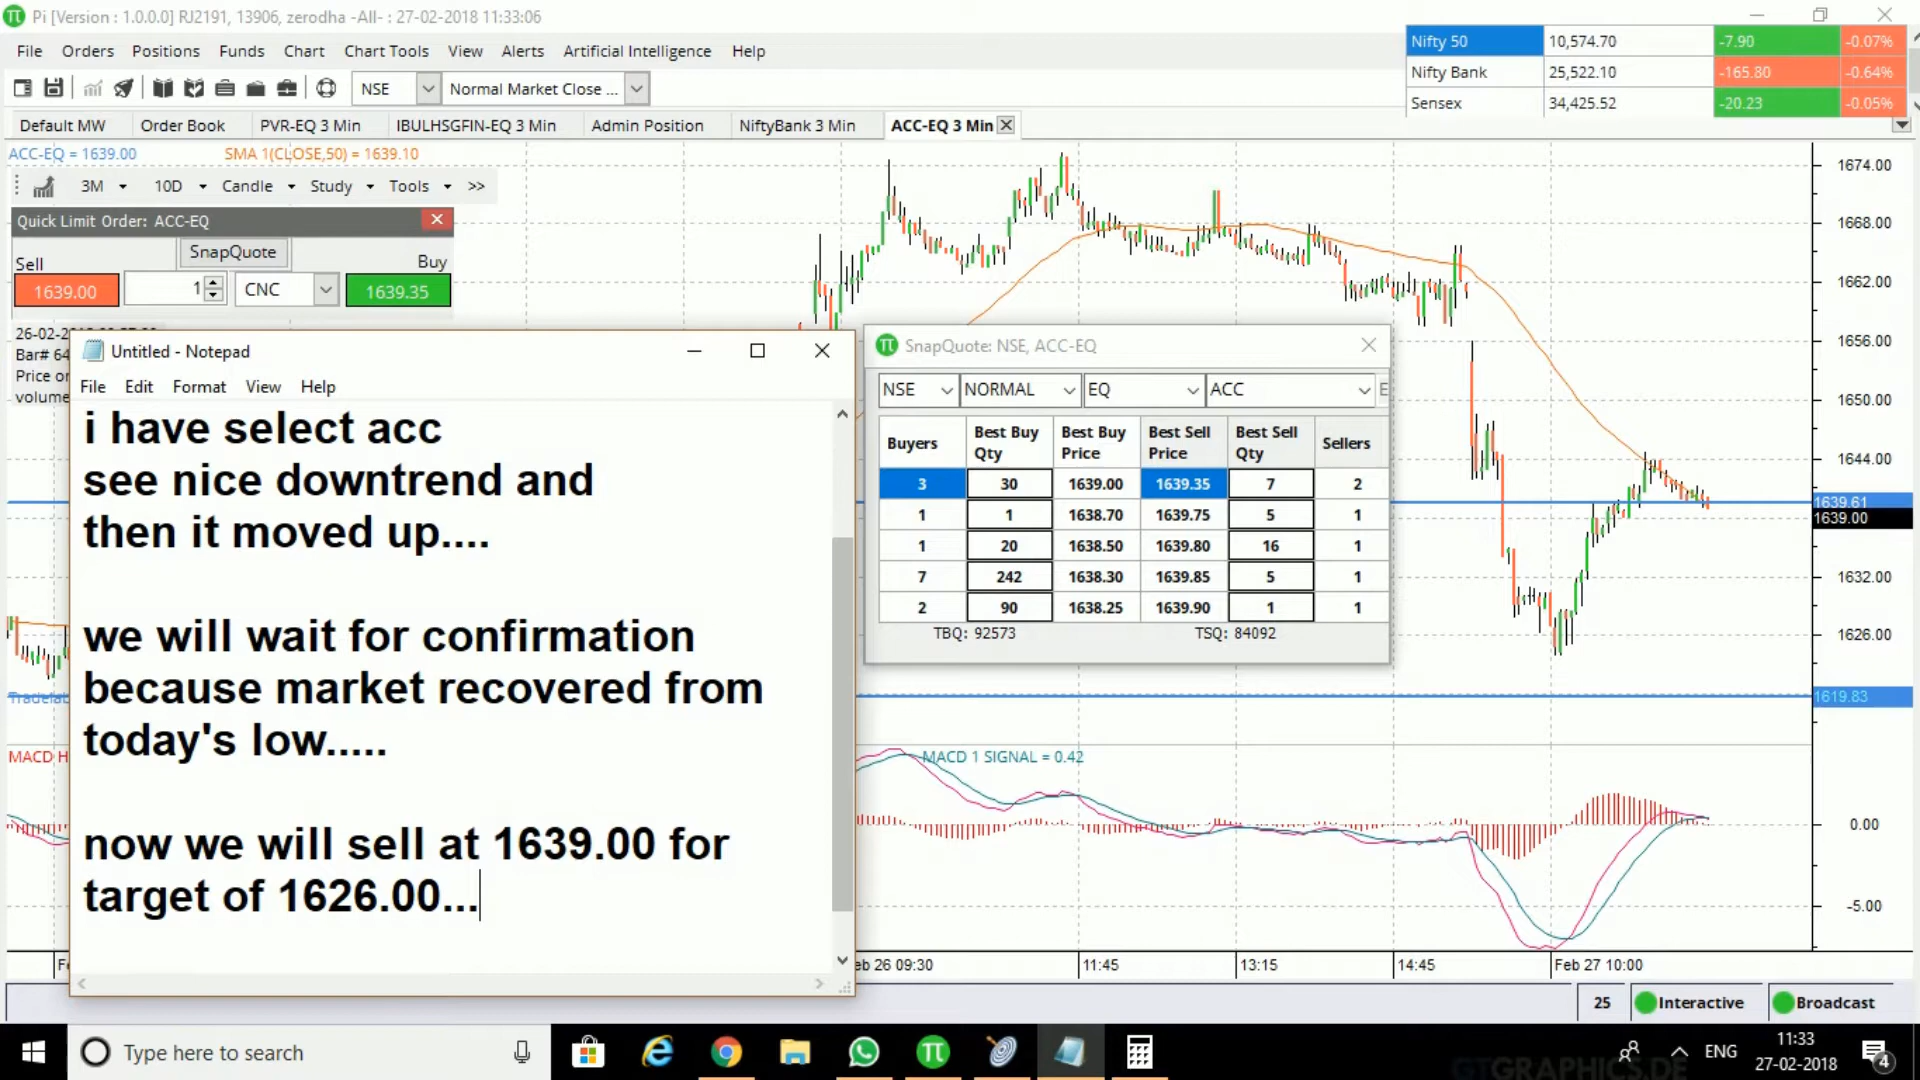 Pi [Version : 1.0.0.0] RJ2191, 13906, zerodha -All- : 27-02-2018 11:33:06
File Orders Positions Funds Chart Chart Tools View Alerts Artificial Intelligence Help
Nifty 50 10,574.70 -7.90 -0.07%
Nifty Bank 25,522.10 -165.80 -0.64%
Sensex 34,425.52 -20.23 -0.05%
NSE Normal Market Close ...
Default MW Order Book PVR-EQ 3 Min IBULHSGFIN-EQ 3 Min Admin Position NiftyBank 3 Min ACC-EQ 3 Min
ACC-EQ = 1639.00 SMA 1(CLOSE,50) = 1639.10
3M 10D Candle Study Tools >>
Quick Limit Order: ACC-EQ
SnapQuote
Sell Buy
1639.00 1 CNC 1639.35
26-02-
Bar# 64
Price or
volume
Untitled - Notepad
File Edit Format View Help
i have select acc
see nice downtrend and
then it moved up....
we will wait for confirmation
because market recovered from
today's low.....
now we will sell at 1639.00 for
target of 1626.00...
SnapQuote: NSE, ACC-EQ
NSE NORMAL EQ ACC E
Buyers Best Buy Qty Best Buy Price Best Sell Price Best Sell Qty Sellers
3 30 1639.00 1639.35 7 2
1 1 1638.70 1639.75 5 1
1 20 1638.50 1639.80 16 1
7 242 1638.30 1639.85 5 1
2 90 1638.25 1639.90 1 1
TBQ: 92573 TSQ: 84092
1674.00
1668.00
1662.00
1656.00
1650.00
1644.00
1639.61
1639.00
1632.00
1626.00
1619.83
Tradetab
MACD H
MACD 1 SIGNAL = 0.42
0.00
-5.00
Fe
eb 26 09:30 11:45 13:15 14:45 Feb 27 10:00
25 Interactive Broadcast
Type here to search
ENG
11:33
27-02-2018
4
GTGRAPHICS.DE